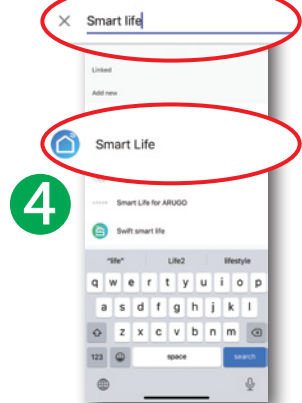 Smart life
Linked
Add new
Smart Life
Smart Life for ARUGO
4
Swift smart life
"life" Life2 lifestyle
q w e r t y u i o p
a s d f g h j k l
z x c v b n m
123 space search